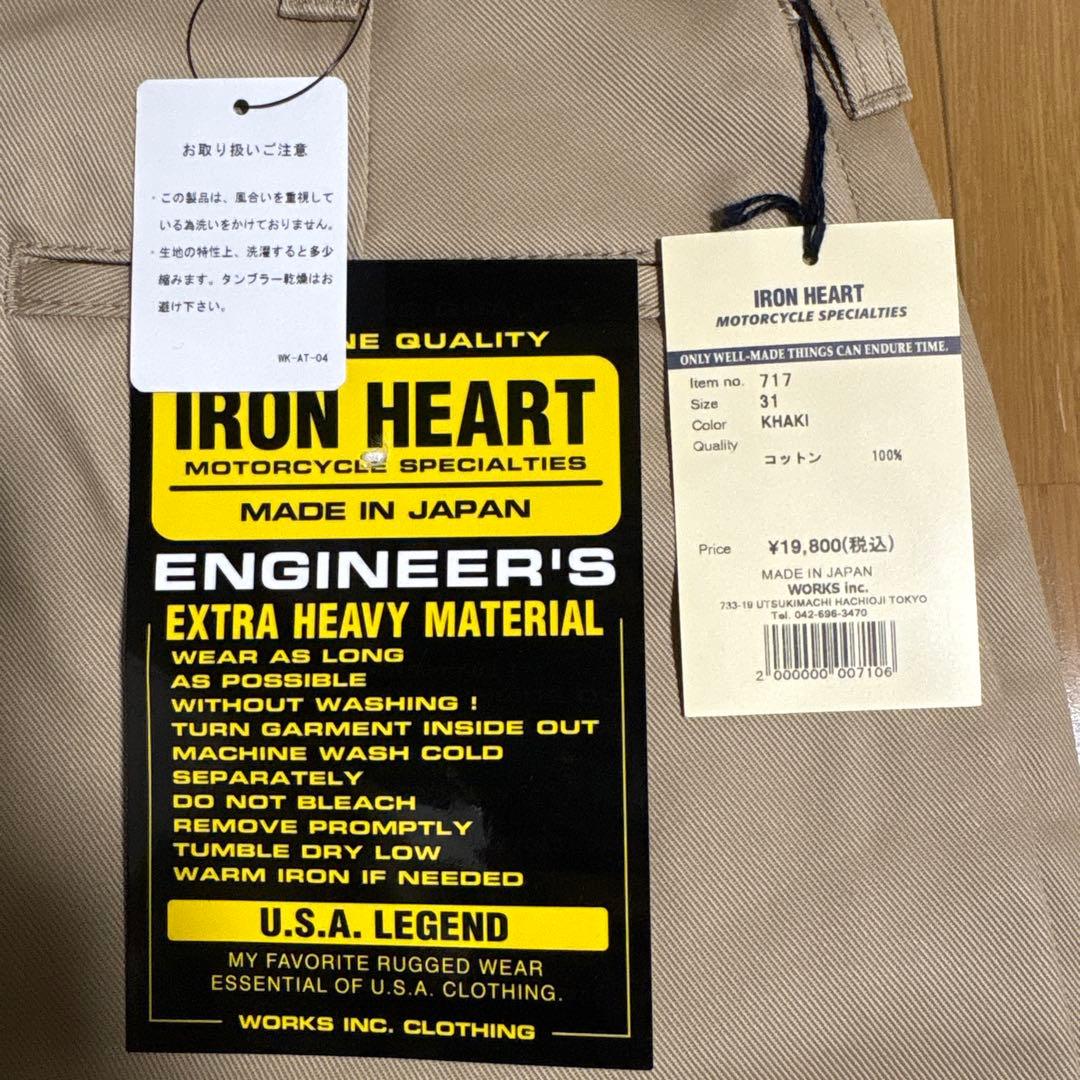 お取り扱いご注意
・この製品は、風合いを重視して
いる為洗いをかけておりません。
・生地の特性上、洗濯すると多少
縮みます。タンブラー乾燥はお
避け下さい。
WK-AT-04
QUALITY
IRON HEART
MOTORCYCLE SPECIALTIES
MADE IN JAPAN
ENGINEER'S
EXTRA HEAVY MATERIAL
WEAR AS LONG
AS POSSIBLE
WITHOUT WASHING !
TURN GARMENT INSIDE OUT
MACHINE WASH COLD
SEPARATELY
DO NOT BLEACH
REMOVE PROMPTLY
TUMBLE DRY LOW
WARM IRON IF NEEDED
U.S.A. LEGEND
MY FAVORITE RUGGED WEAR
ESSENTIAL OF U.S.A. CLOTHING.
WORKS INC. CLOTHING
IRON HEART
MOTORCYCLE SPECIALTIES
ONLY WELL-MADE THINGS CAN ENDURE TIME.
Item no. 717
Size 31
Color KHAKI
Quality
コットン 100%
Price ¥19,800(税込)
MADE IN JAPAN
WORKS inc.
733-19 UTSUKIMACHI HACHIOJI TOKYO
Tel. 042-696-3470
2 000000 007106